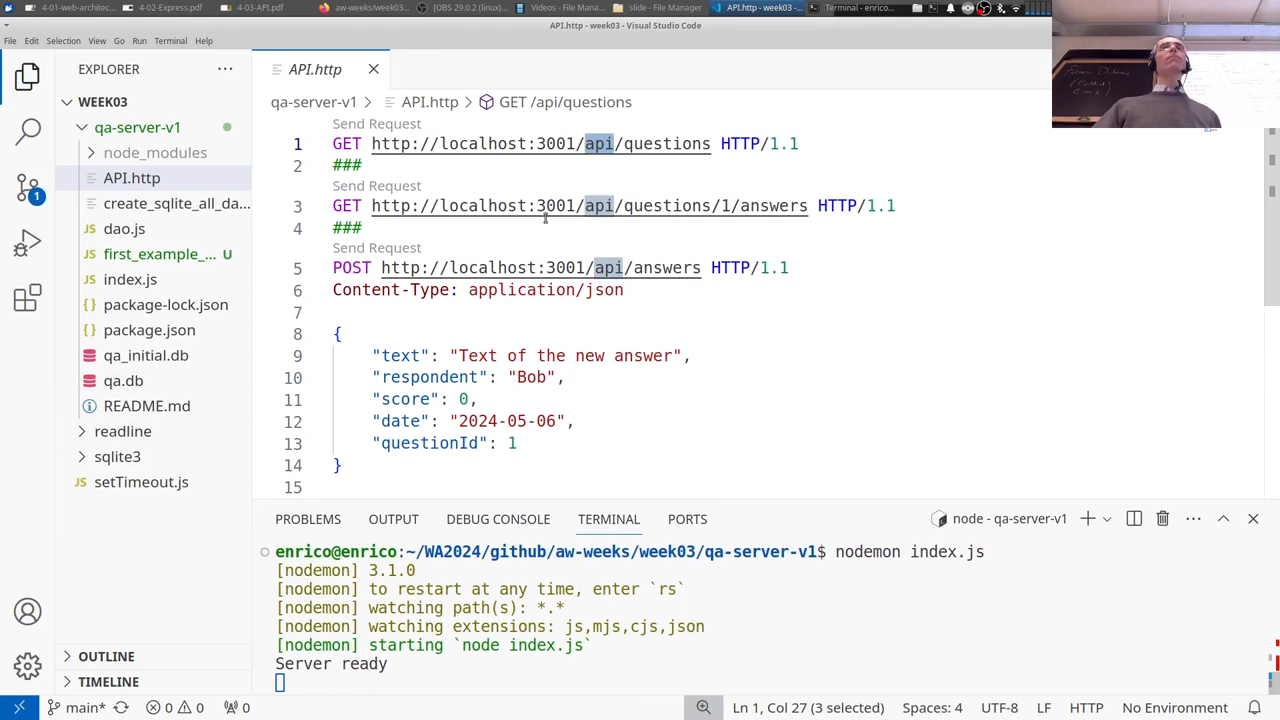 4-01-web-architec...
4-02-Express.pdf
4-03-API.pdf
aw-weeks/week03/...
[OBS 29.0.2 (linux)...
Videos - File Mana...
slide - File Manager
API.http - week03 -...
Terminal - enrico...
API.http - week03 - Visual Studio Code
File Edit Selection View Go Run Terminal Help
EXPLORER
WEEK03
qa-server-v1
node_modules
API.http
create_sqlite_all_da...
dao.js
first_example_... U
index.js
package-lock.json
package.json
qa_initial.db
qa.db
README.md
readline
sqlite3
setTimeout.js
OUTLINE
TIMELINE
1
API.http
qa-server-v1 > API.http > GET /api/questions
Send Request
1 GET http://localhost:3001/api/questions HTTP/1.1
2 ###
Send Request
3 GET http://localhost:3001/api/questions/1/answers HTTP/1.1
4 ###
Send Request
5 POST http://localhost:3001/api/answers HTTP/1.1
6 Content-Type: application/json
7
8 {
9 "text": "Text of the new answer",
10 "respondent": "Bob",
11 "score": 0,
12 "date": "2024-05-06",
13 "questionId": 1
14 }
15
PROBLEMS OUTPUT DEBUG CONSOLE TERMINAL PORTS
node - qa-server-v1
enrico@enrico:~/WA2024/github/aw-weeks/week03/qa-server-v1$ nodemon index.js
[nodemon] 3.1.0
[nodemon] to restart at any time, enter `rs`
[nodemon] watching path(s): *.*
[nodemon] watching extensions: js,mjs,cjs,json
[nodemon] starting `node index.js`
Server ready
main* 0 0 0
Ln 1, Col 27 (3 selected) Spaces: 4 UTF-8 LF HTTP No Environment